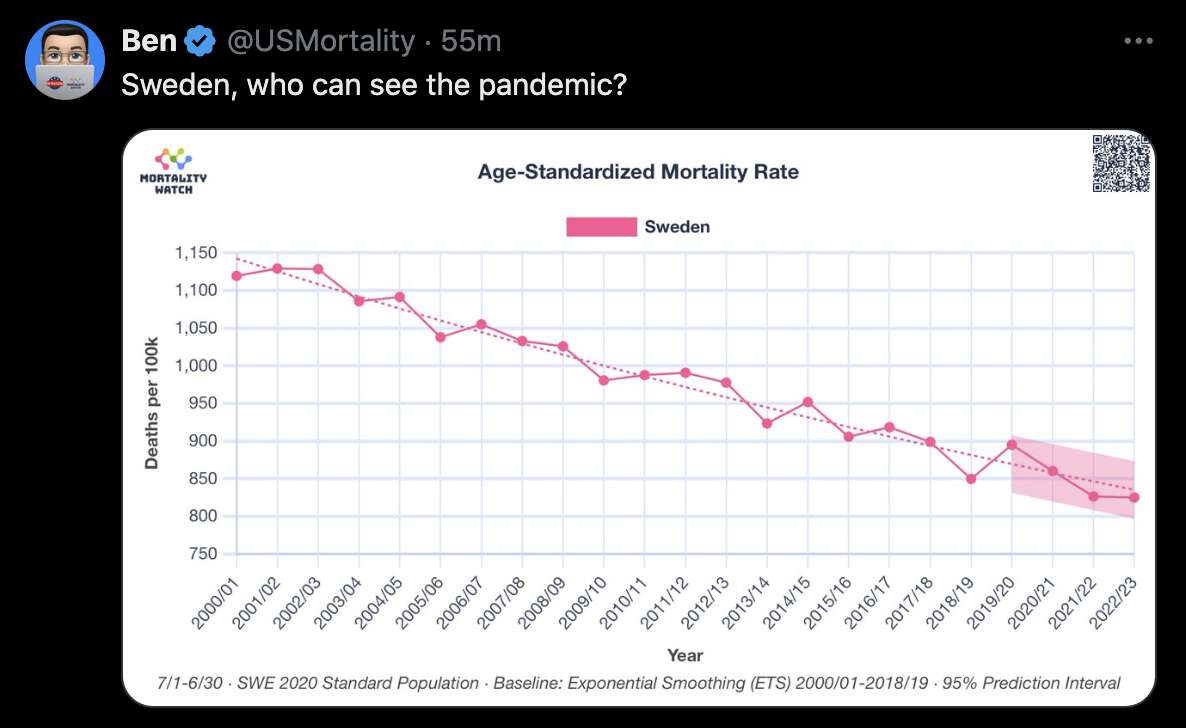 Ben @USMortality · 55m
Sweden, who can see the pandemic?
MORTALITY
WATCH
Age-Standardized Mortality Rate
Sweden
1,150
1,100
1,050
1,000
950
900
850
800
750
Deaths per 100k
2000/01 2001/02 2002/03 2003/04 2004/05 2005/06 2006/07 2007/08 2008/09 2009/10 2010/11 2011/12 2012/13 2013/14 2014/15 2015/16 2016/17 2017/18 2018/19 2019/20 2020/21 2021/22 2022/23
Year
7/1-6/30 · SWE 2020 Standard Population · Baseline: Exponential Smoothing (ETS) 2000/01-2018/19 · 95% Prediction Interval